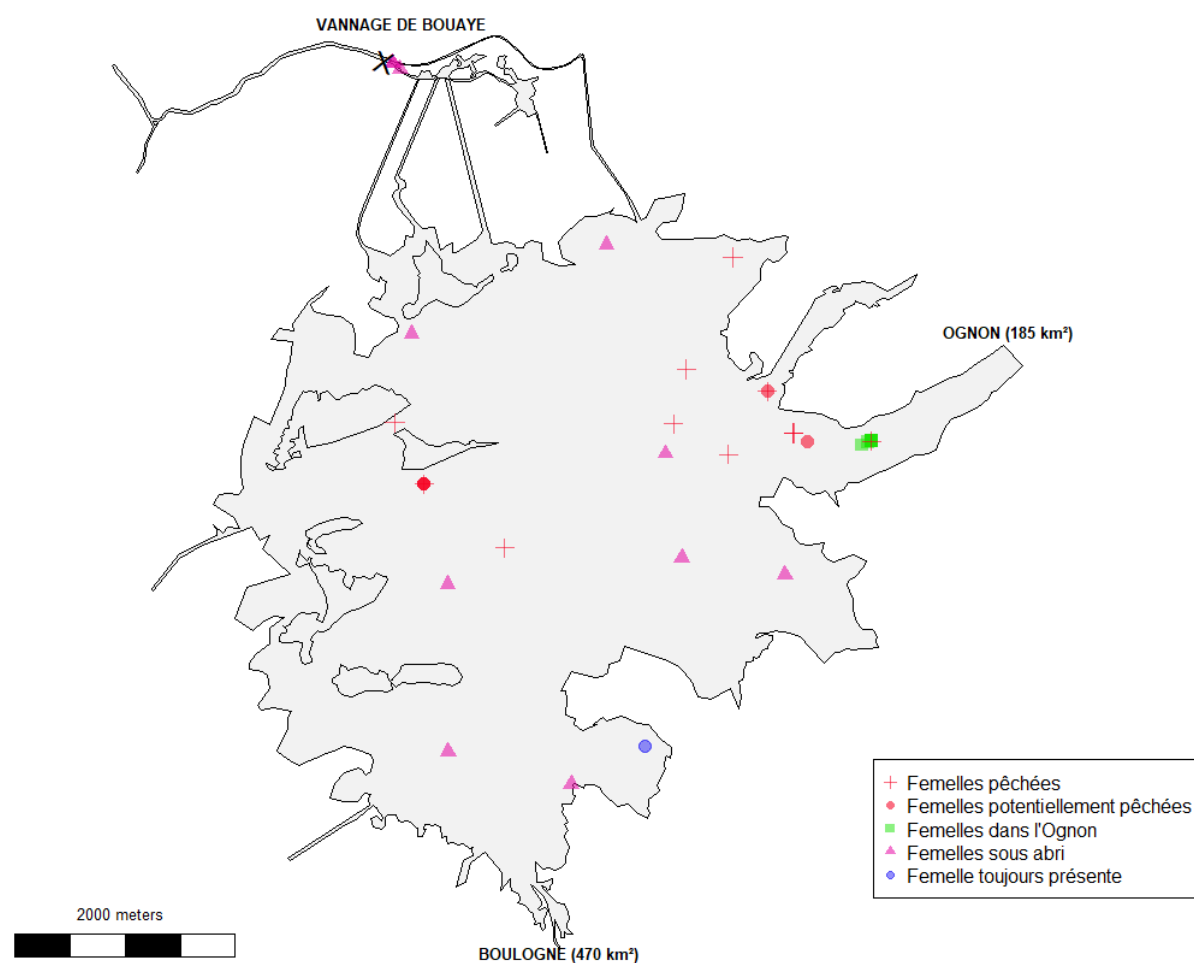 VANNAGE DE BOUAYE
X
OGNON (185 km²)
Femelles pêchées
Femelles potentiellement pêchées
Femelles dans l'Ognon
Femelles sous abri
Femelle toujours présente
2000 meters
BOULOGNE (470 km²)